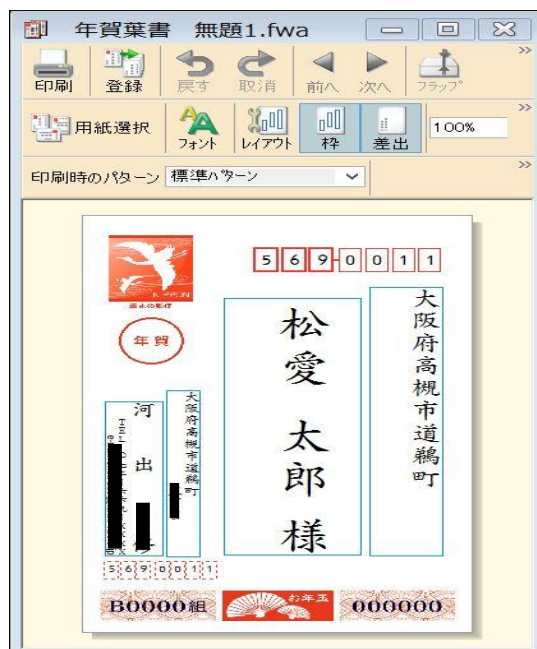 年賀葉書 無題1.fwa
印刷 登録 戻す 取消 前へ 次へ フラップ
用紙選択 フォント レイアウト 枠 差出 100%
印刷時のパターン 標準パターン
NIPPON
年賀
569-0011
大阪府高槻市道鵜町
松愛 太郎 様
大阪府高槻市道鵜町
河出
5690011
B0000組 お年玉 000000